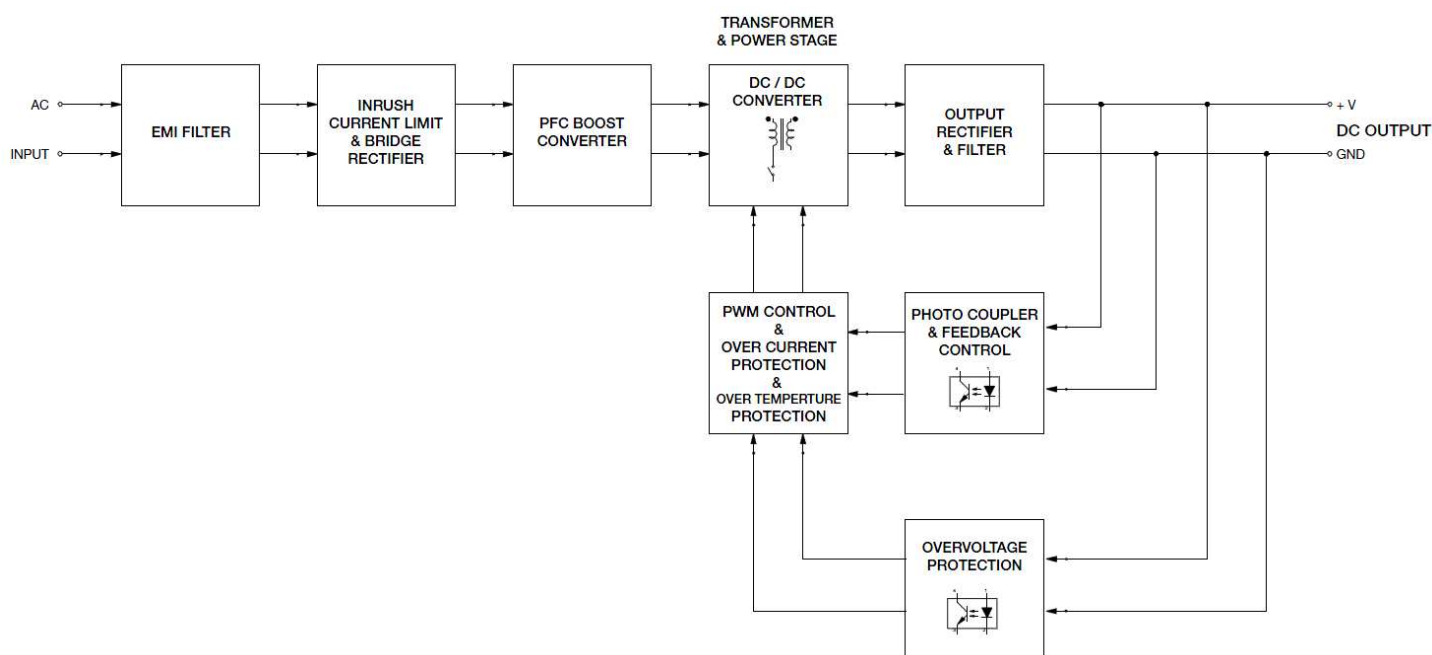 TRANSFORMER
& POWER STAGE
AC
INPUT
EMI FILTER
INRUSH
CURRENT LIMIT
& BRIDGE
RECTIFIER
PFC BOOST
CONVERTER
DC / DC
CONVERTER
OUTPUT
RECTIFIER
& FILTER
+ V
DC OUTPUT
GND
PWM CONTROL
&
OVER CURRENT
PROTECTION
&
OVER TEMPERTURE
PROTECTION
PHOTO COUPLER
& FEEDBACK
CONTROL
OVERVOLTAGE
PROTECTION